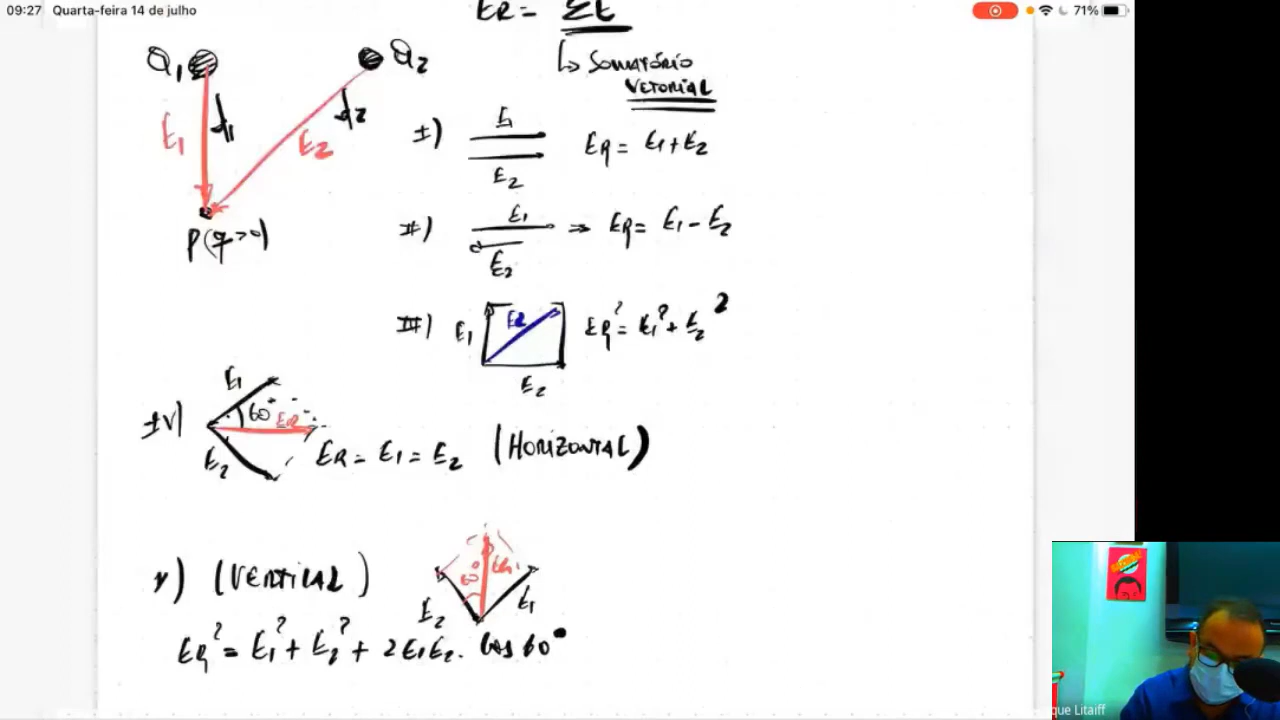 09:27 Quarta-feira 14 de julho
71%
ER = ΣE
↳ Somatório
VETORIAL
Q1
Q2
E1
d1
E2
d2
P(q>0)
I)
E1
E2
ER = E1+E2
II)
E1
E2
⇒ ER = E1 - E2
III)
E1
ER
E2
ER² = E1² + E2²
IV)
E1
60°
ER
E2
ER = E1 = E2 (HORIZONTAL)
V) (VERTICAL)
60°
ER
E2
E1
ER² = E1² + E2² + 2E1E2 . cos 60°
que Litaiff